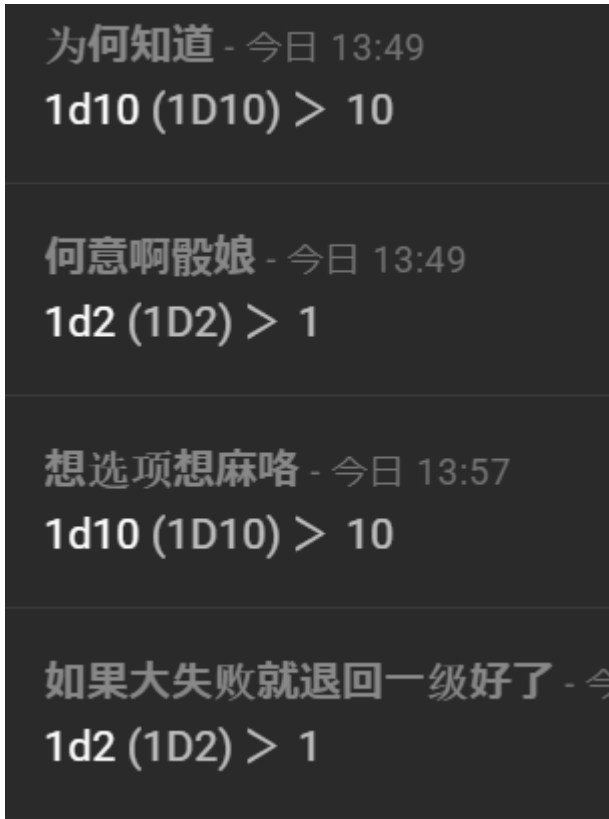 为何知道 - 今日 13:49
1d10 (1D10) ＞ 10
何意啊骰娘 - 今日 13:49
1d2 (1D2) ＞ 1
想选项想麻咯 - 今日 13:57
1d10 (1D10) ＞ 10
如果大失败就退回一级好了 - 今
1d2 (1D2) ＞ 1